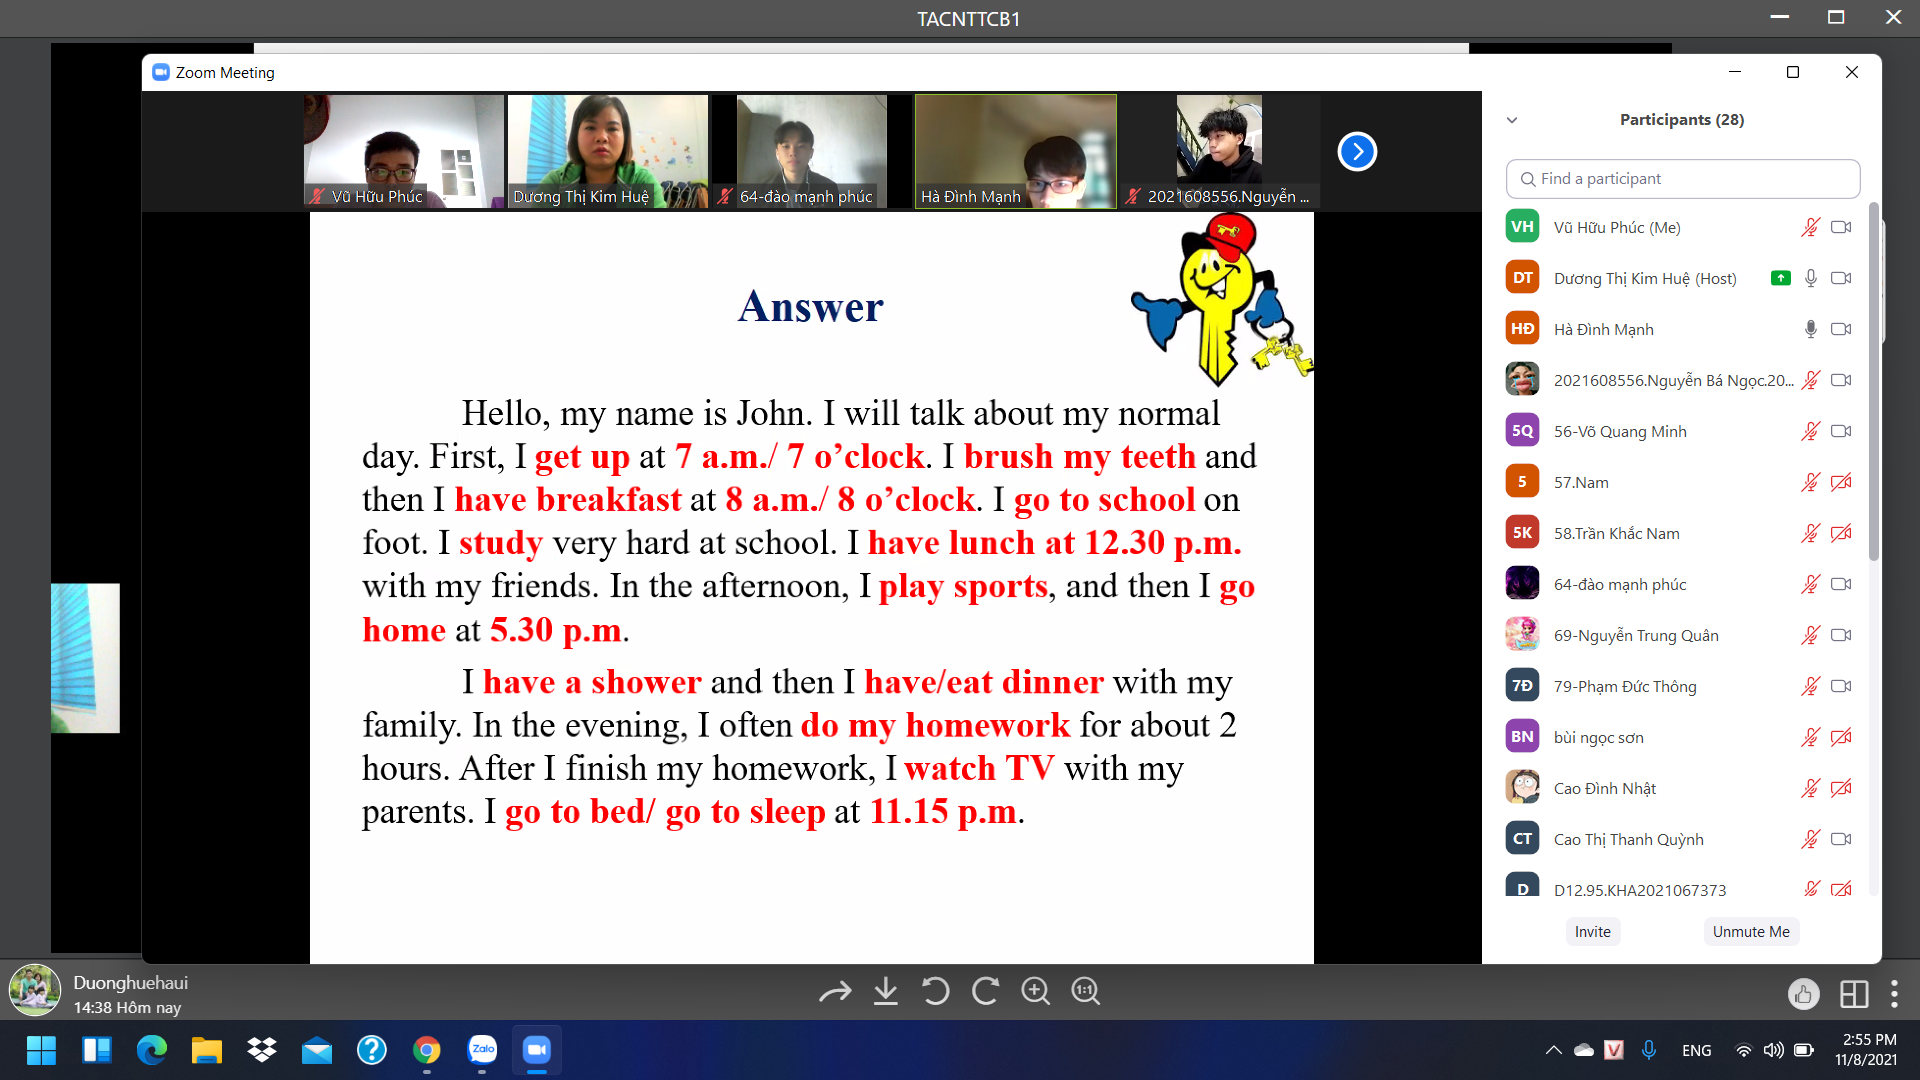 TACNTTCB1
Zoom Meeting
Vũ Hữu Phúc
Dương Thị Kim Huệ
64-đào mạnh phúc
Hà Đình Mạnh
2021608556.Nguyễn ...
Answer
Hello, my name is John. I will talk about my normal
day. First, I get up at 7 a.m./ 7 o’clock. I brush my teeth and
then I have breakfast at 8 a.m./ 8 o’clock. I go to school on
foot. I study very hard at school. I have lunch at 12.30 p.m.
with my friends. In the afternoon, I play sports, and then I go
home at 5.30 p.m.
I have a shower and then I have/eat dinner with my
family. In the evening, I often do my homework for about 2
hours. After I finish my homework, I watch TV with my
parents. I go to bed/ go to sleep at 11.15 p.m.
Participants (28)
Find a participant
VH Vũ Hữu Phúc (Me)
DT Dương Thị Kim Huệ (Host)
HĐ Hà Đình Mạnh
2021608556.Nguyễn Bá Ngọc.20...
5Q 56-Võ Quang Minh
5 57.Nam
5K 58.Trần Khắc Nam
64-đào mạnh phúc
69-Nguyễn Trung Quân
7Đ 79-Phạm Đức Thông
BN bùi ngọc sơn
Cao Đình Nhật
CT Cao Thị Thanh Quỳnh
D D12.95.KHA2021067373
Invite
Unmute Me
Duonghuehaui
14:38 Hôm nay
1:1
Zalo
V
ENG
2:55 PM
11/8/2021